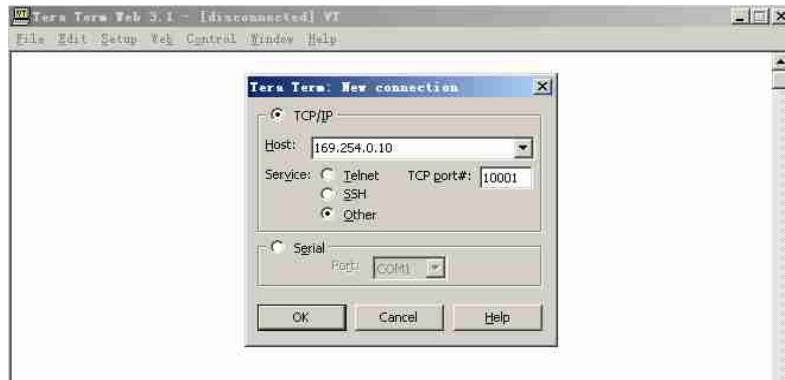 Tera Term Web 3.1 - [disconnected] VT
File Edit Setup Web Control Window Help
Tera Term: New connection
TCP/IP
Host: 169.254.0.10
Service: Telnet TCP port#: 10001
SSH
Other
Serial
Port: COM1
OK Cancel Help